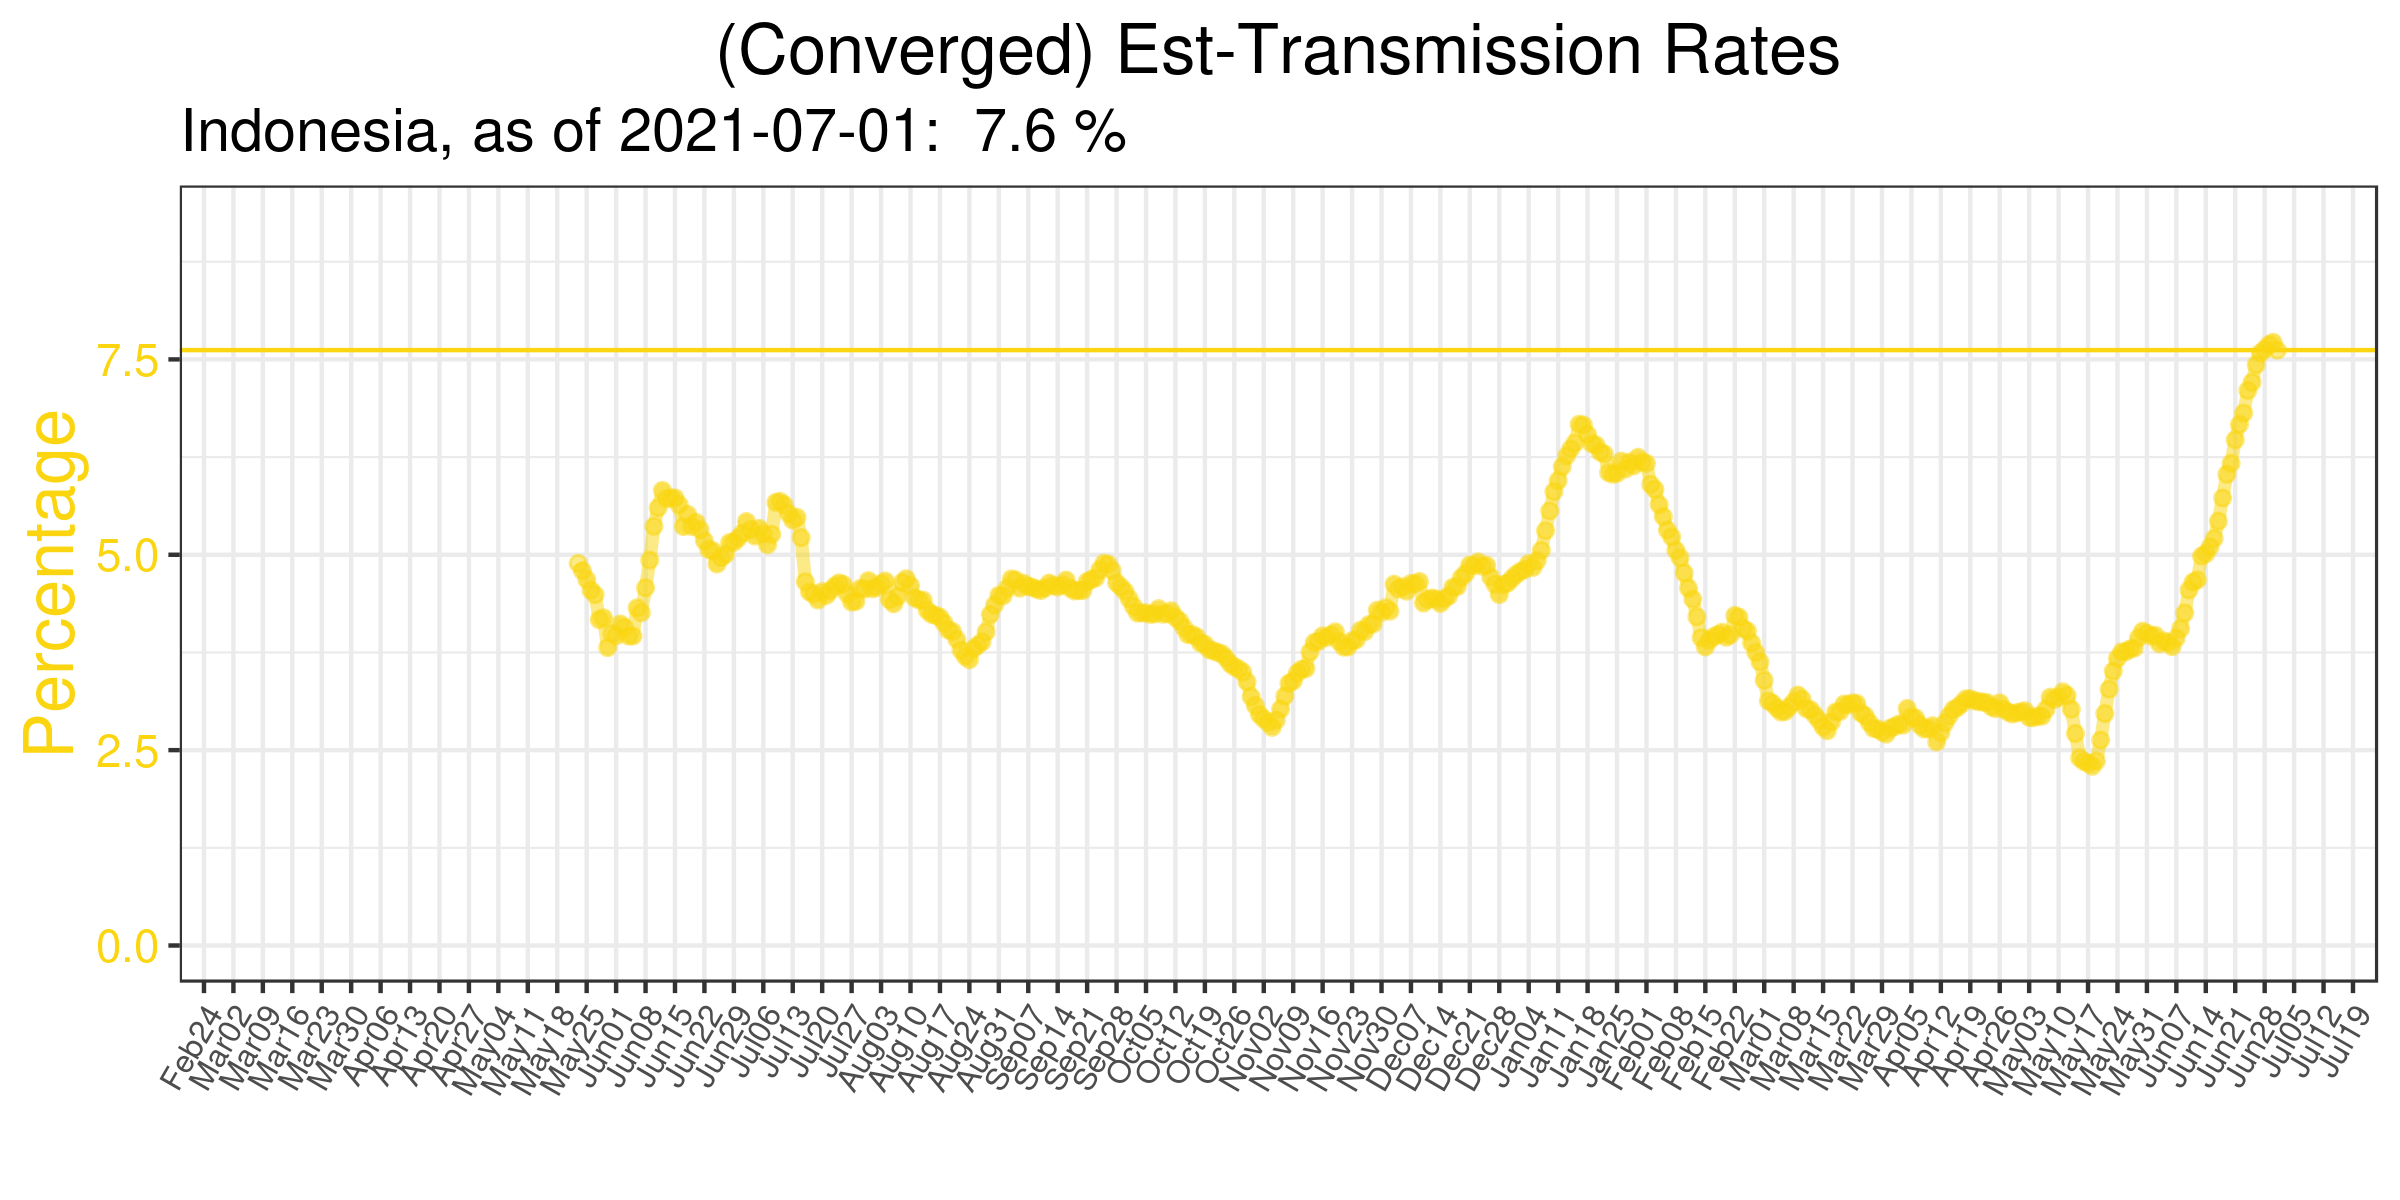 (Converged) Est-Transmission Rates
Indonesia, as of 2021-07-01:  7.6 %
Percentage
7.5
5.0
2.5
0.0
Feb24
Mar02
Mar09
Mar16
Mar23
Mar30
Apr06
Apr13
Apr20
Apr27
May04
May11
May18
May25
Jun01
Jun08
Jun15
Jun22
Jun29
Jul06
Jul13
Jul20
Jul27
Aug03
Aug10
Aug17
Aug24
Aug31
Sep07
Sep14
Sep21
Sep28
Oct05
Oct12
Oct19
Oct26
Nov02
Nov09
Nov16
Nov23
Nov30
Dec07
Dec14
Dec21
Dec28
Jan04
Jan11
Jan18
Jan25
Feb01
Feb08
Feb15
Feb22
Mar01
Mar08
Mar15
Mar22
Mar29
Apr05
Apr12
Apr19
Apr26
May03
May10
May17
May24
May31
Jun07
Jun14
Jun21
Jun28
Jul05
Jul12
Jul19